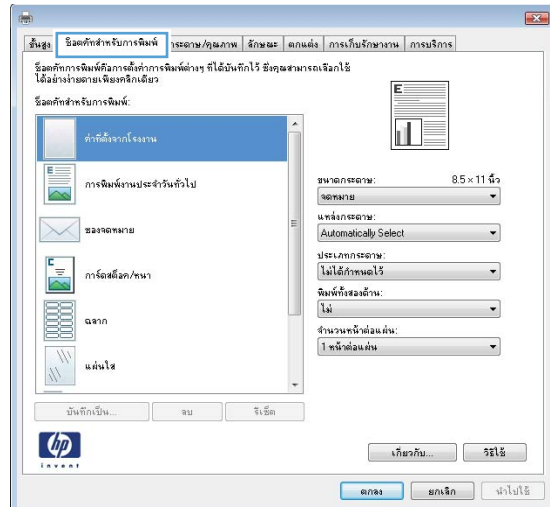 ขั้นสูง ช็อตคัทสำหรับการพิมพ์ กระดาษ/คุณภาพ ลักษณะ ตกแต่ง การเก็บรักษางาน การบริการ
ช็อตคัทการพิมพ์คือการตั้งค่าการพิมพ์ต่างๆ ที่ได้บันทึกไว้ ซึ่งคุณสามารถเลือกใช้
ได้อย่างง่ายดายเพียงคลิกเดียว
ช็อตคัทสำหรับการพิมพ์:
ค่าที่ตั้งจากโรงงาน
การพิมพ์งานประจำวันทั่วไป
ซองจดหมาย
การ์ดสต็อค/หนา
ฉลาก
แผ่นใส
E
ขนาดกระดาษ: 8.5 × 11 นิ้ว
จดหมาย
แหล่งกระดาษ:
Automatically Select
ประเภทกระดาษ:
ไม่ได้กำหนดไว้
พิมพ์ทั้งสองด้าน:
ไม่
จำนวนหน้าต่อแผ่น:
1 หน้าต่อแผ่น
บันทึกเป็น... ลบ รีเซ็ต
hp
invent
เกี่ยวกับ... วิธีใช้
ตกลง ยกเลิก นำไปใช้